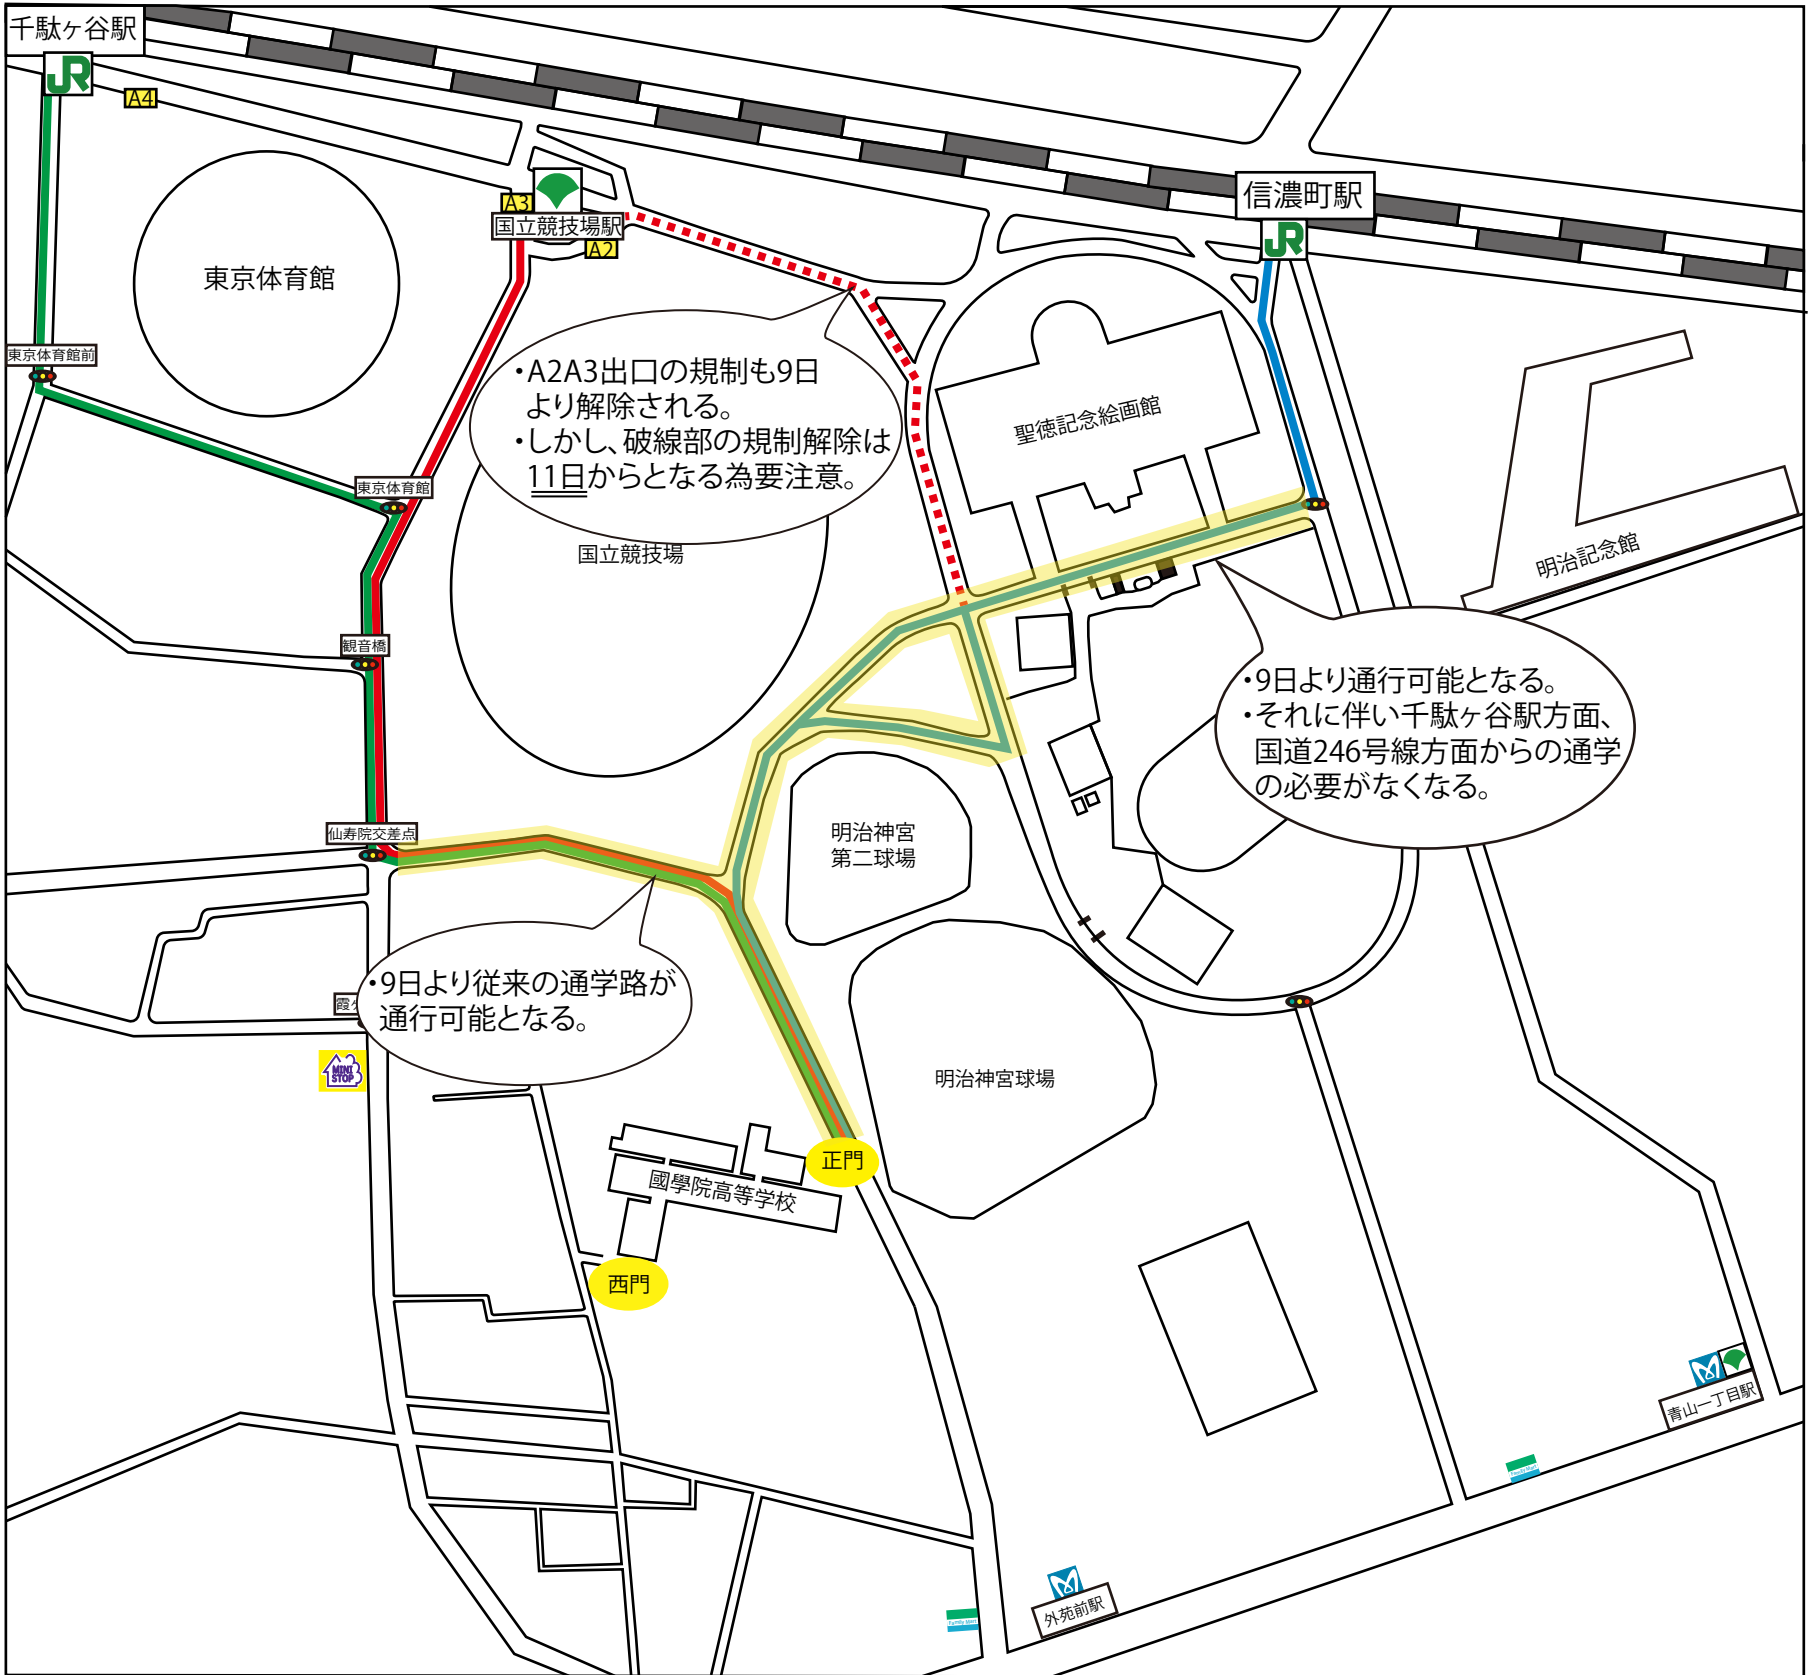 千駄ヶ谷駅
JR
A4
信濃町駅
JR
A3
国立競技場駅
A2
東京体育館
東京体育館前
・A2A3出口の規制も9日
より解除される。
・しかし、破線部の規制解除は
11日からとなる為要注意。
聖徳記念絵画館
東京体育館
国立競技場
明治記念館
観音橋
・9日より通行可能となる。
・それに伴い千駄ヶ谷駅方面、
国道246号線方面からの通学
の必要がなくなる。
仙寿院交差点
明治神宮
第二球場
・9日より従来の通学路が
通行可能となる。
霞
MINI
STOP
明治神宮球場
正門
國學院高等学校
西門
青山一丁目駅
FamilyMart
外苑前駅
FamilyMart